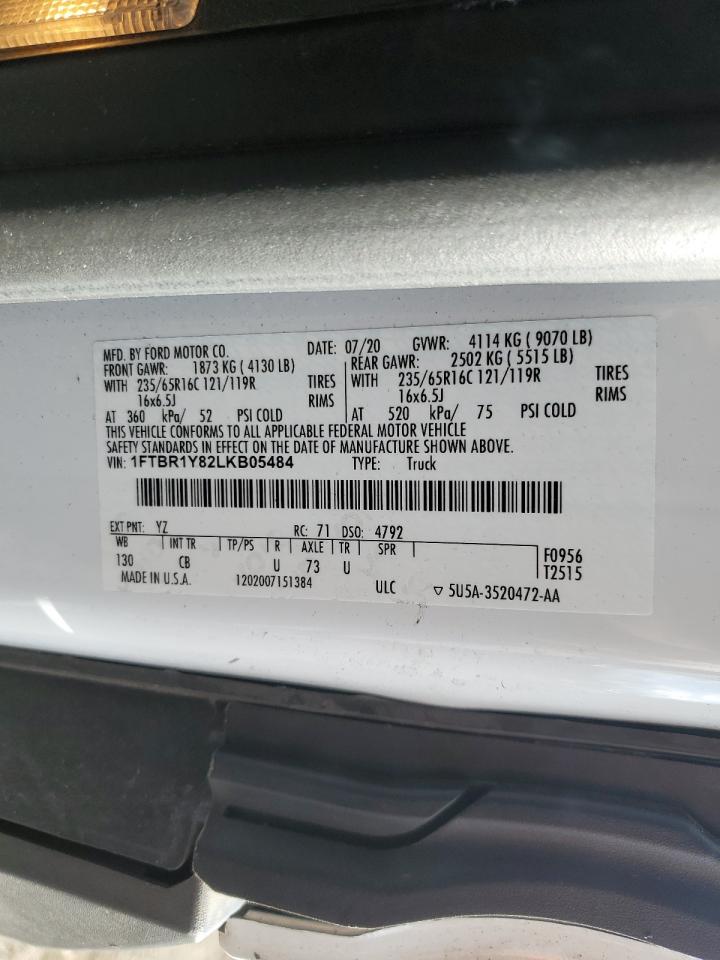 MFD. BY FORD MOTOR CO. DATE: 07/20 GVWR: 4114 KG ( 9070 LB)
FRONT GAWR: 1873 KG ( 4130 LB) REAR GAWR: 2502 KG ( 5515 LB)
WITH 235/65R16C 121/119R TIRES WITH 235/65R16C 121/119R TIRES
16x6.5J RIMS 16x6.5J RIMS
AT 360 kPa/ 52 PSI COLD AT 520 kPa/ 75 PSI COLD
THIS VEHICLE CONFORMS TO ALL APPLICABLE FEDERAL MOTOR VEHICLE
SAFETY STANDARDS IN EFFECT ON THE DATE OF MANUFACTURE SHOWN ABOVE.
VIN: 1FTBR1Y82LKB05484 TYPE: Truck
EXT PNT: YZ RC: 71 DSO: 4792
WB INT TR TP/PS R AXLE TR SPR F0956
130 CB U 73 U T2515
MADE IN U.S.A. 1202007151384 ULC ▽ 5U5A-3520472-AA